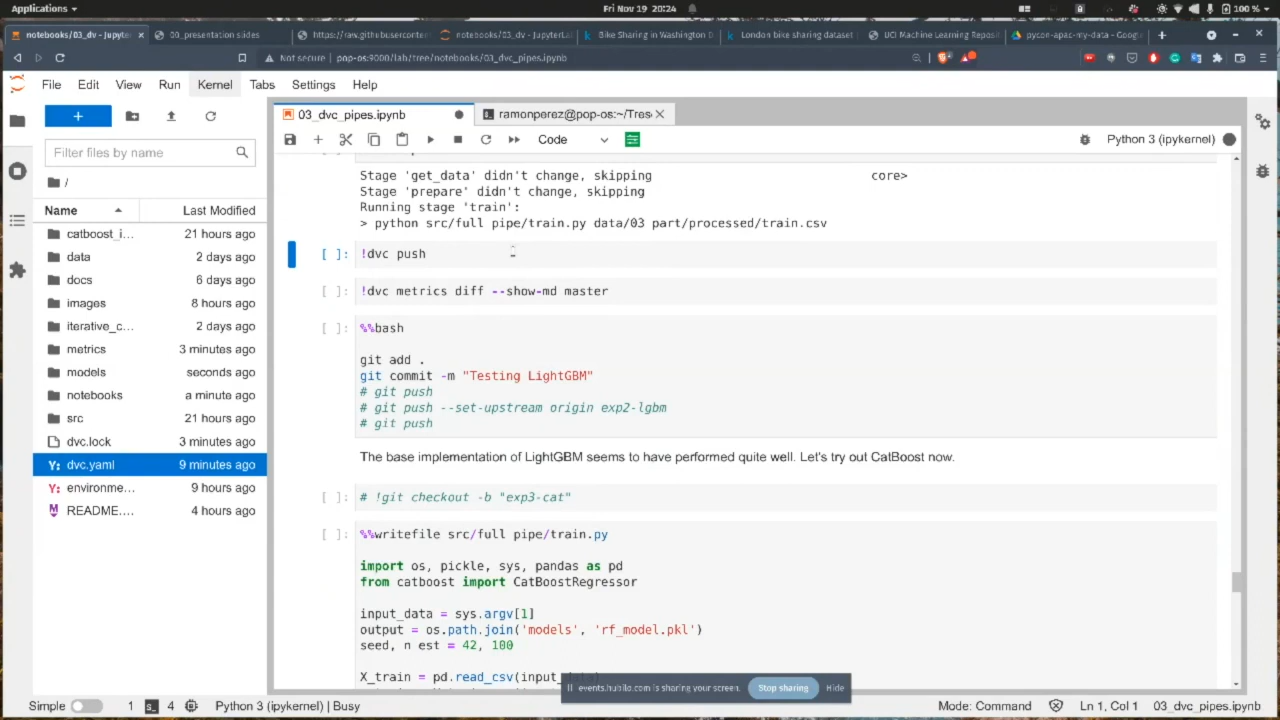 Applications
Fri Nov 19 20:24
100 %
notebooks/03_dv - JupyterL
00_presentation slides
https://raw.githubusercontent
notebooks/03_dv - JupyterLa
Bike Sharing in Washington D
London bike sharing dataset
UCI Machine Learning Reposit
pycon-apac-my-data - Google
Not secure
pop-os:9000/lab/tree/notebooks/03_dvc_pipes.ipynb
File Edit View Run Kernel Tabs Settings Help
03_dvc_pipes.ipynb
ramonperez@pop-os:~/Tres
Code
Python 3 (ipykernel)
Filter files by name
/
Name Last Modified
catboost_i... 21 hours ago
data 2 days ago
docs 6 days ago
images 8 hours ago
iterative_c... 2 days ago
metrics 3 minutes ago
models seconds ago
notebooks a minute ago
src 21 hours ago
dvc.lock 3 minutes ago
dvc.yaml 9 minutes ago
environme... 9 hours ago
README.... 4 hours ago
Stage 'get_data' didn't change, skipping core>
Stage 'prepare' didn't change, skipping
Running stage 'train':
> python src/full pipe/train.py data/03 part/processed/train.csv
[ ]: !dvc push
[ ]: !dvc metrics diff --show-md master
[ ]: %%bash
git add .
git commit -m "Testing LightGBM"
# git push
# git push --set-upstream origin exp2-lgbm
# git push
The base implementation of LightGBM seems to have performed quite well. Let's try out CatBoost now.
[ ]: # !git checkout -b "exp3-cat"
[ ]: %%writefile src/full pipe/train.py
import os, pickle, sys, pandas as pd
from catboost import CatBoostRegressor
input_data = sys.argv[1]
output = os.path.join('models', 'rf_model.pkl')
seed, n est = 42, 100
X_train = pd.read_csv(input_data)
events.hubilo.com is sharing your screen. Stop sharing Hide
Simple 1 4 Python 3 (ipykernel) | Busy
Mode: Command Ln 1, Col 1 03_dvc_pipes.ipynb